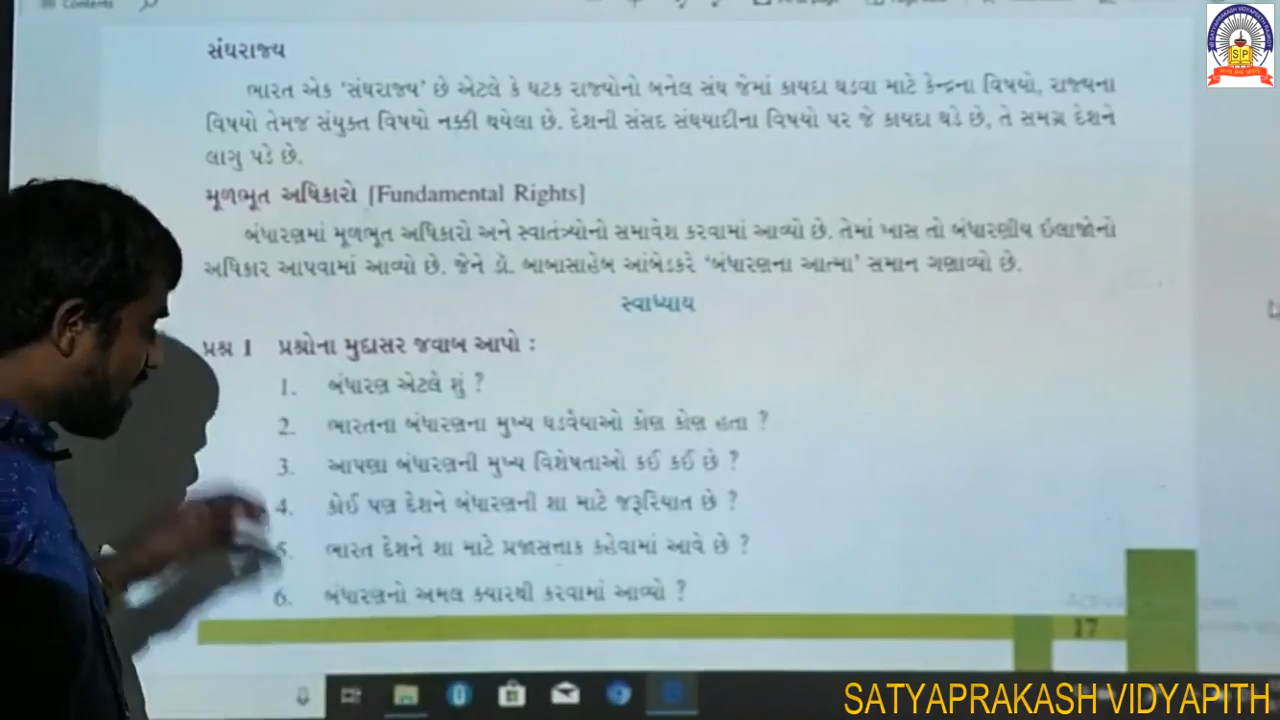 Contents
સંઘરાજ્ય
ભારત એક ‘સંઘરાજ્ય’ છે એટલે કે ઘટક રાજ્યોનો બનેલ સંઘ જેમાં કાયદા ઘડવા માટે કેન્દ્રના વિષયો, રાજ્યના
વિષયો તેમજ સંયુક્ત વિષયો નક્કી થયેલા છે. દેશની સંસદ સંઘયાદીના વિષયો પર જે કાયદા ઘડે છે, તે સમગ્ર દેશને
લાગુ પડે છે.
મૂળભૂત અધિકારો [Fundamental Rights]
બંધારણમાં મૂળભૂત અધિકારો અને સ્વાતંત્ર્યોનો સમાવેશ કરવામાં આવ્યો છે. તેમાં ખાસ તો બંધારણીય ઈલાજોનો
અધિકાર આપવામાં આવ્યો છે. જેને ડૉ. બાબાસાહેબ આંબેડકરે ‘બંધારણના આત્મા’ સમાન ગણાવ્યો છે.
સ્વાધ્યાય
પ્રશ્ન 1 પ્રશ્નોના મુદ્દાસર જવાબ આપો :
1. બંધારણ એટલે શું ?
2. ભારતના બંધારણના મુખ્ય ઘડવૈયાઓ કોણ કોણ હતા ?
3. આપણા બંધારણની મુખ્ય વિશેષતાઓ કઈ કઈ છે ?
4. કોઈ પણ દેશને બંધારણની શા માટે જરૂરિયાત છે ?
5. ભારત દેશને શા માટે પ્રજાસત્તાક કહેવામાં આવે છે ?
6. બંધારણનો અમલ ક્યારથી કરવામાં આવ્યો ?
17
SP
SATYAPRAKASH VIDYAPITH